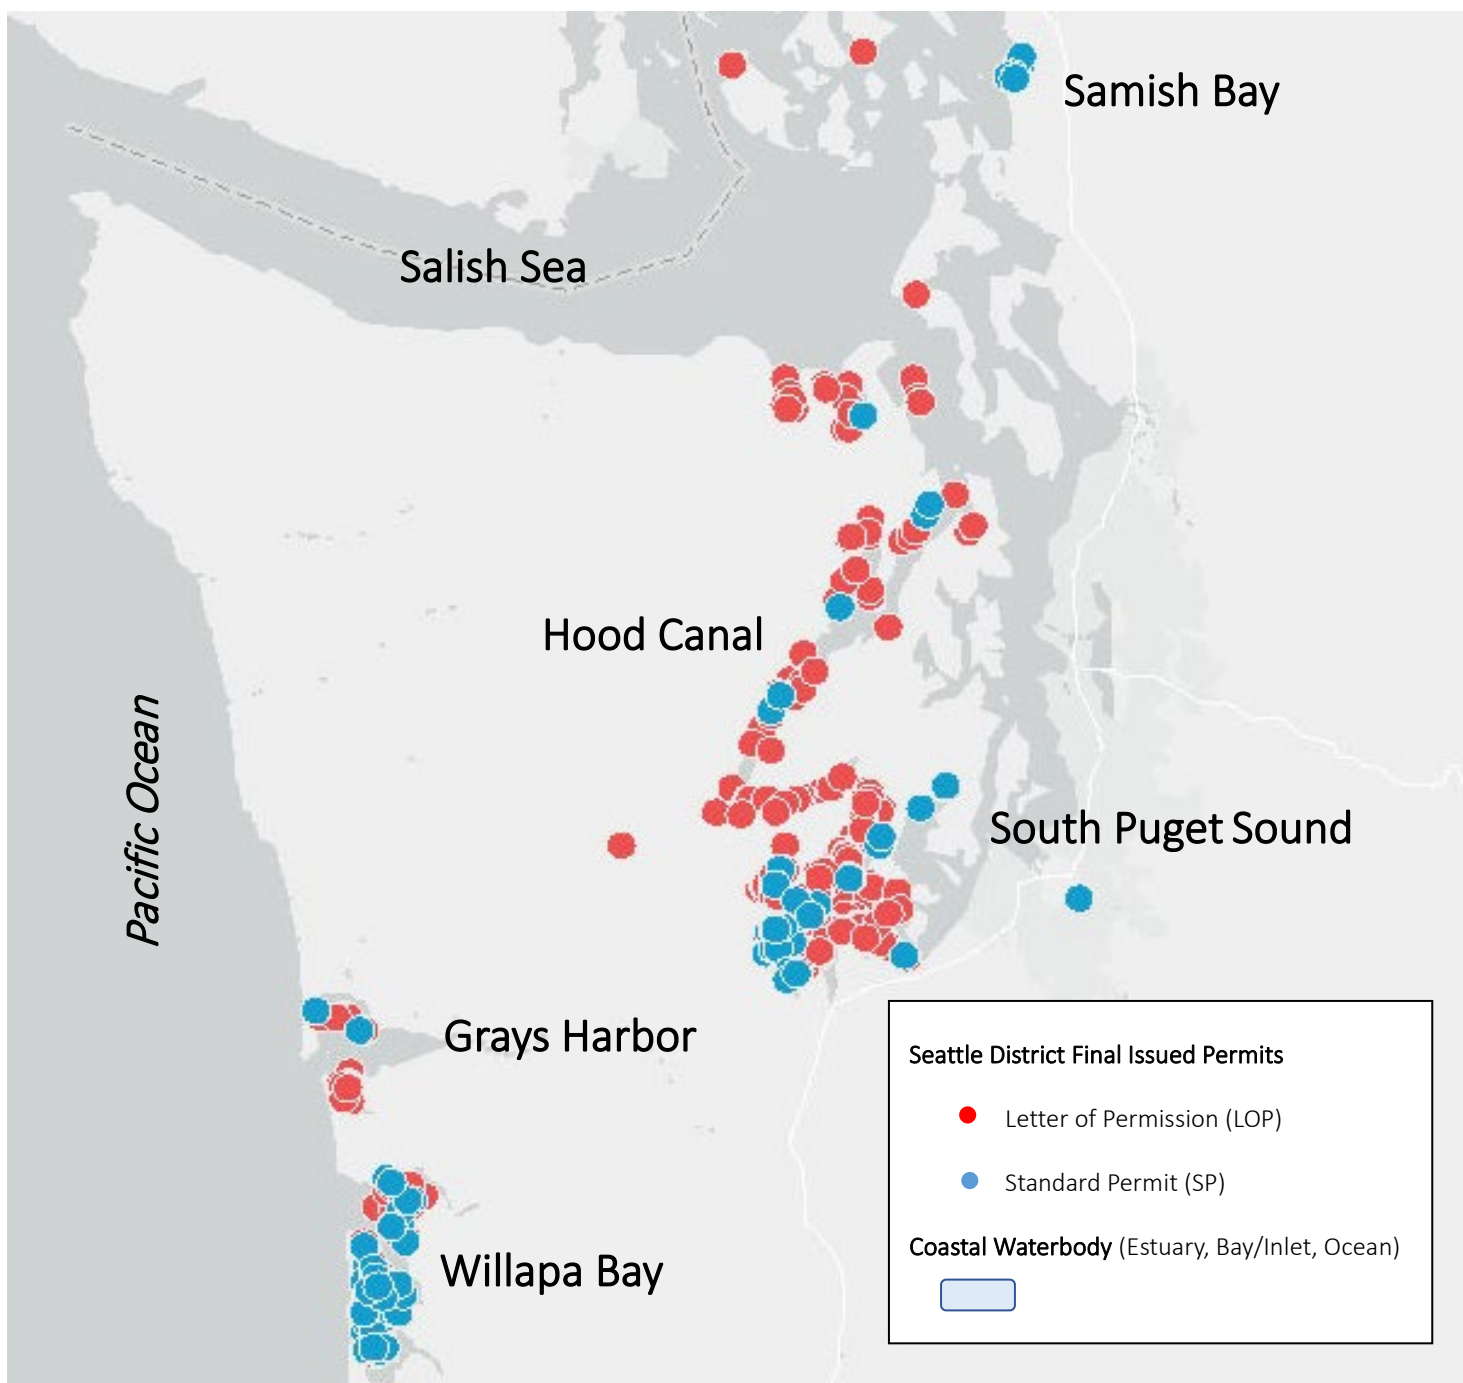 Samish Bay
Salish Sea
Hood Canal
Pacific Ocean
South Puget Sound
Grays Harbor
Willapa Bay
Seattle District Final Issued Permits
Letter of Permission (LOP)
Standard Permit (SP)
Coastal Waterbody (Estuary, Bay/Inlet, Ocean)